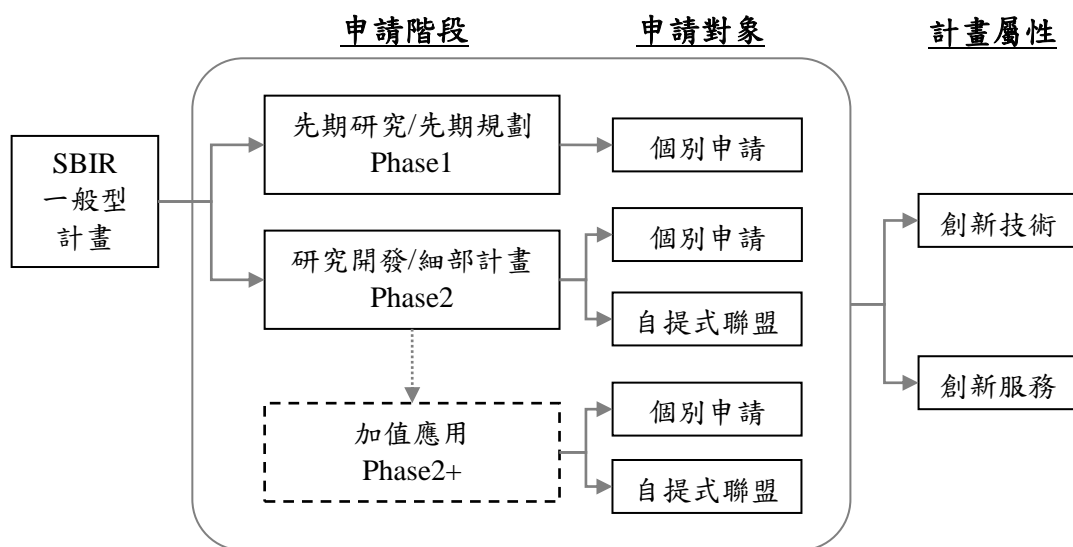 申請階段
申請對象
計畫屬性
SBIR
一般型
計畫
先期研究/先期規劃
Phase1
個別申請
研究開發/細部計畫
Phase2
個別申請
自提式聯盟
加值應用
Phase2+
個別申請
自提式聯盟
創新技術
創新服務